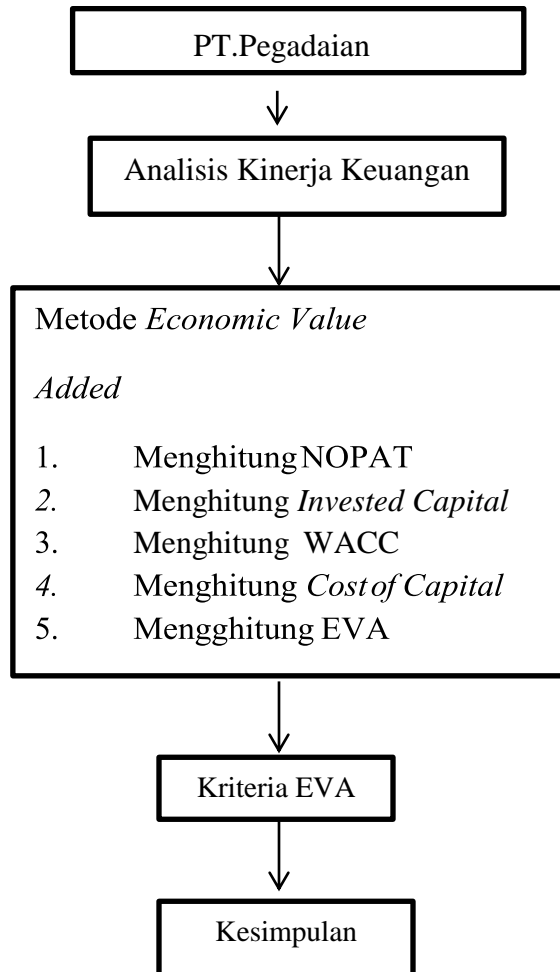 PT.Pegadaian
Analisis Kinerja Keuangan
Metode Economic Value
Added
1. Menghitung NOPAT
2. Menghitung Invested Capital
3. Menghitung WACC
4. Menghitung Cost of Capital
5. Mengghitung EVA
Kriteria EVA
Kesimpulan